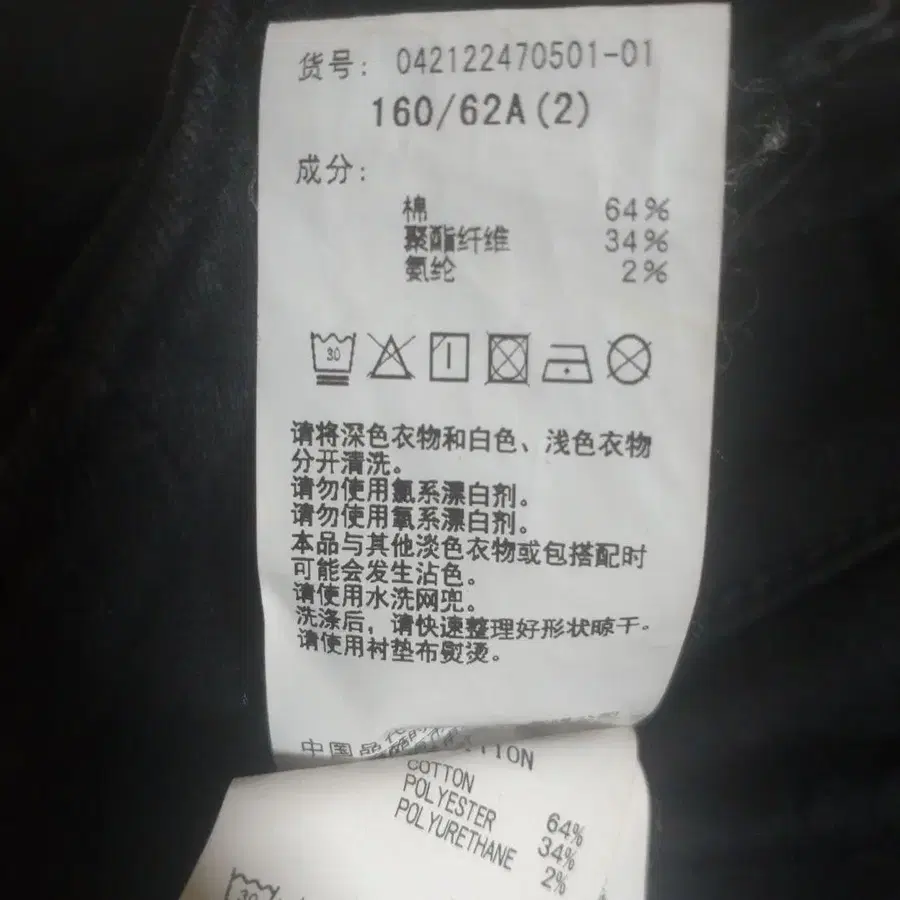 货号: 042122470501-01
160/62A(2)
成分:
棉 64%
聚酯纤维 34%
氨纶 2%
30
请将深色衣物和白色、浅色衣物
分开清洗。
请勿使用氯系漂白剂。
请勿使用氧系漂白剂。
本品与其他淡色衣物或包搭配时
可能会发生沾色。
请使用水洗网兜。
洗涤后，请快速整理好形状晾干。
请使用衬垫布熨烫。
中国
COTTON 64%
POLYESTER 34%
POLYURETHANE 2%
30